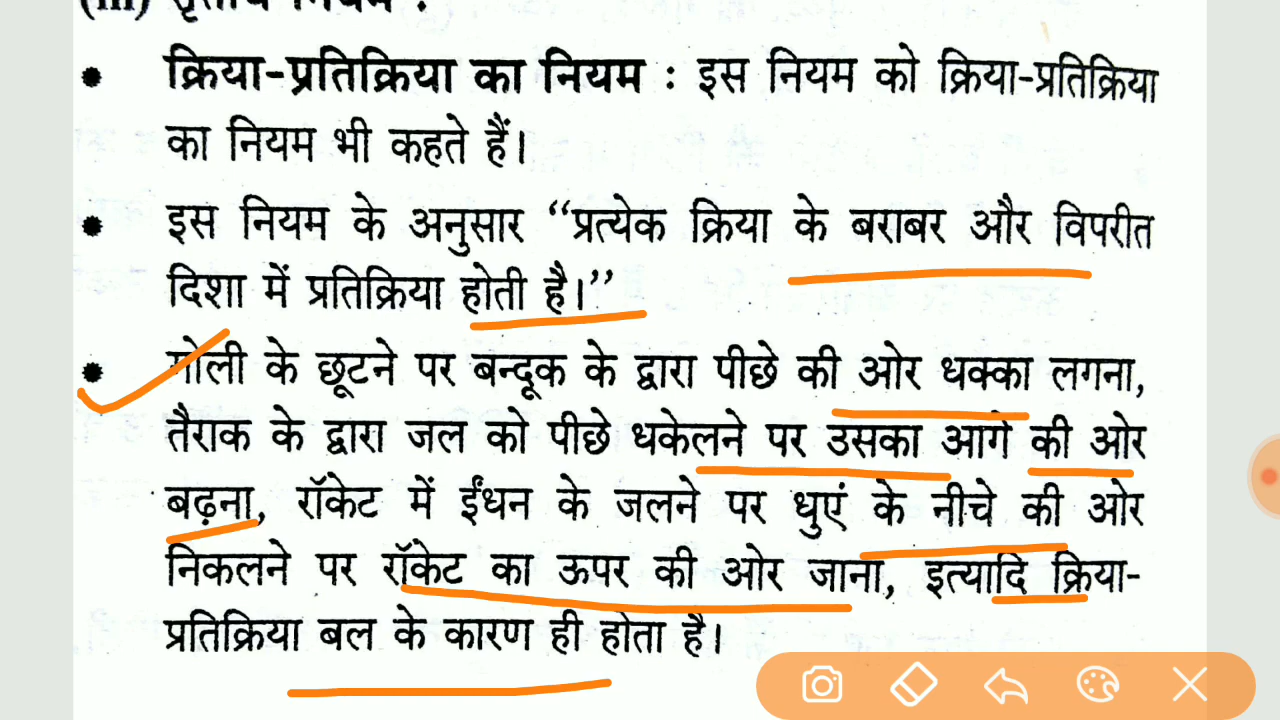 (iii) तृतीय नियम :
क्रिया-प्रतिक्रिया का नियम : इस नियम को क्रिया-प्रतिक्रिया
का नियम भी कहते हैं।
इस नियम के अनुसार “प्रत्येक क्रिया के बराबर और विपरीत
दिशा में प्रतिक्रिया होती है।”
गोली के छूटने पर बन्दूक के द्वारा पीछे की ओर धक्का लगना,
तैराक के द्वारा जल को पीछे धकेलने पर उसका आगे की ओर
बढ़ना, रॉकेट में ईंधन के जलने पर धुएं के नीचे की ओर
निकलने पर रॉकेट का ऊपर की ओर जाना, इत्यादि क्रिया-
प्रतिक्रिया बल के कारण ही होता है।